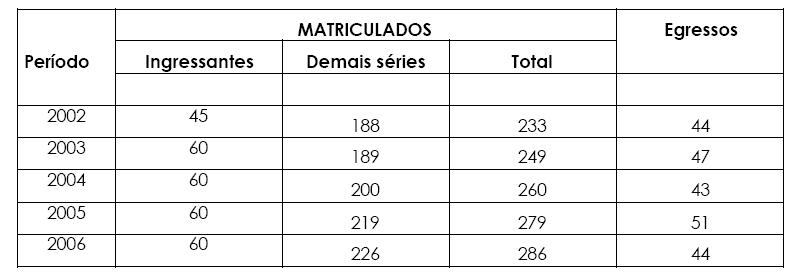 MATRICULADOS Egressos
Período Ingressantes Demais séries Total
2002 45 188 233 44
2003 60 189 249 47
2004 60 200 260 43
2005 60 219 279 51
2006 60 226 286 44